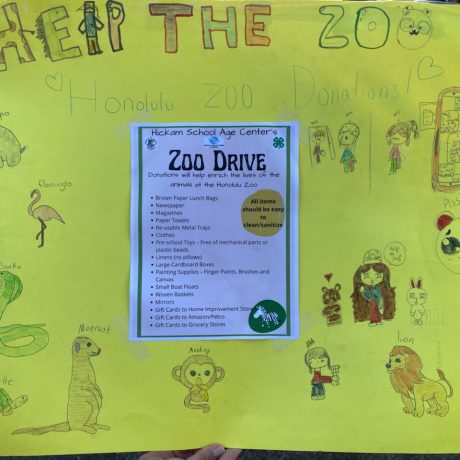 HELP THE ZOO
Honolulu ZOO Donations!
Hickam School Age Center's
ZOO DRIVE
Donations will help enrich the lives of the
animals at the Honolulu Zoo
Brown Paper Lunch Bags
Newspaper
Magazines
Paper Towels
Re-usable Metal Trays
Clothes
Pre-school Toys – Free of mechanical parts or
plastic beads
Linens (no pillows)
Large Cardboard Boxes
Painting Supplies – Finger Paints, Brushes and
Canvas
Small Boat Floats
Woven Baskets
Mirrors
Gift Cards to Home Improvement Stores
Gift Cards to Amazon/Petco
Gift Cards to Grocery Stores
All items
should be easy
to
clean/sanitize
flamingo
Snake
Meerkat
Monkey
lion